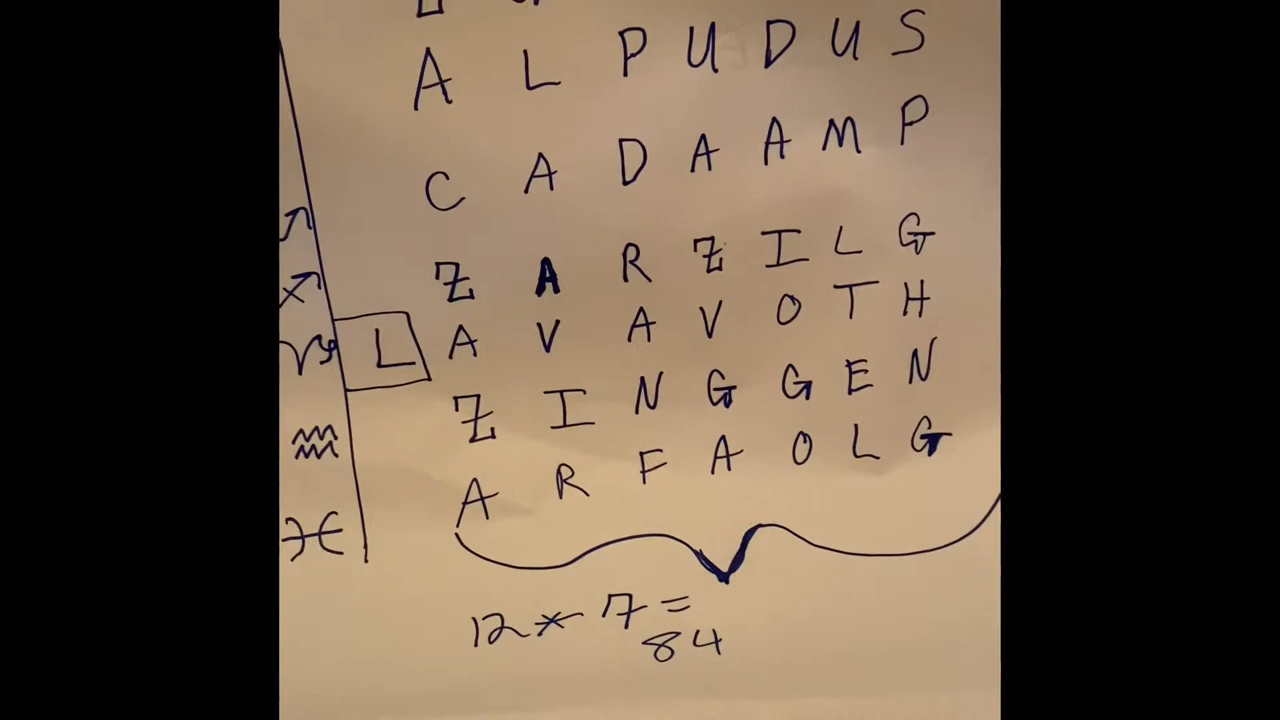 A L P U D U S
C A D A A M P
Z A R Z I L G
L A V A V O T H
Z I N G G E N
A R F A O L G
12 * 7 =
84